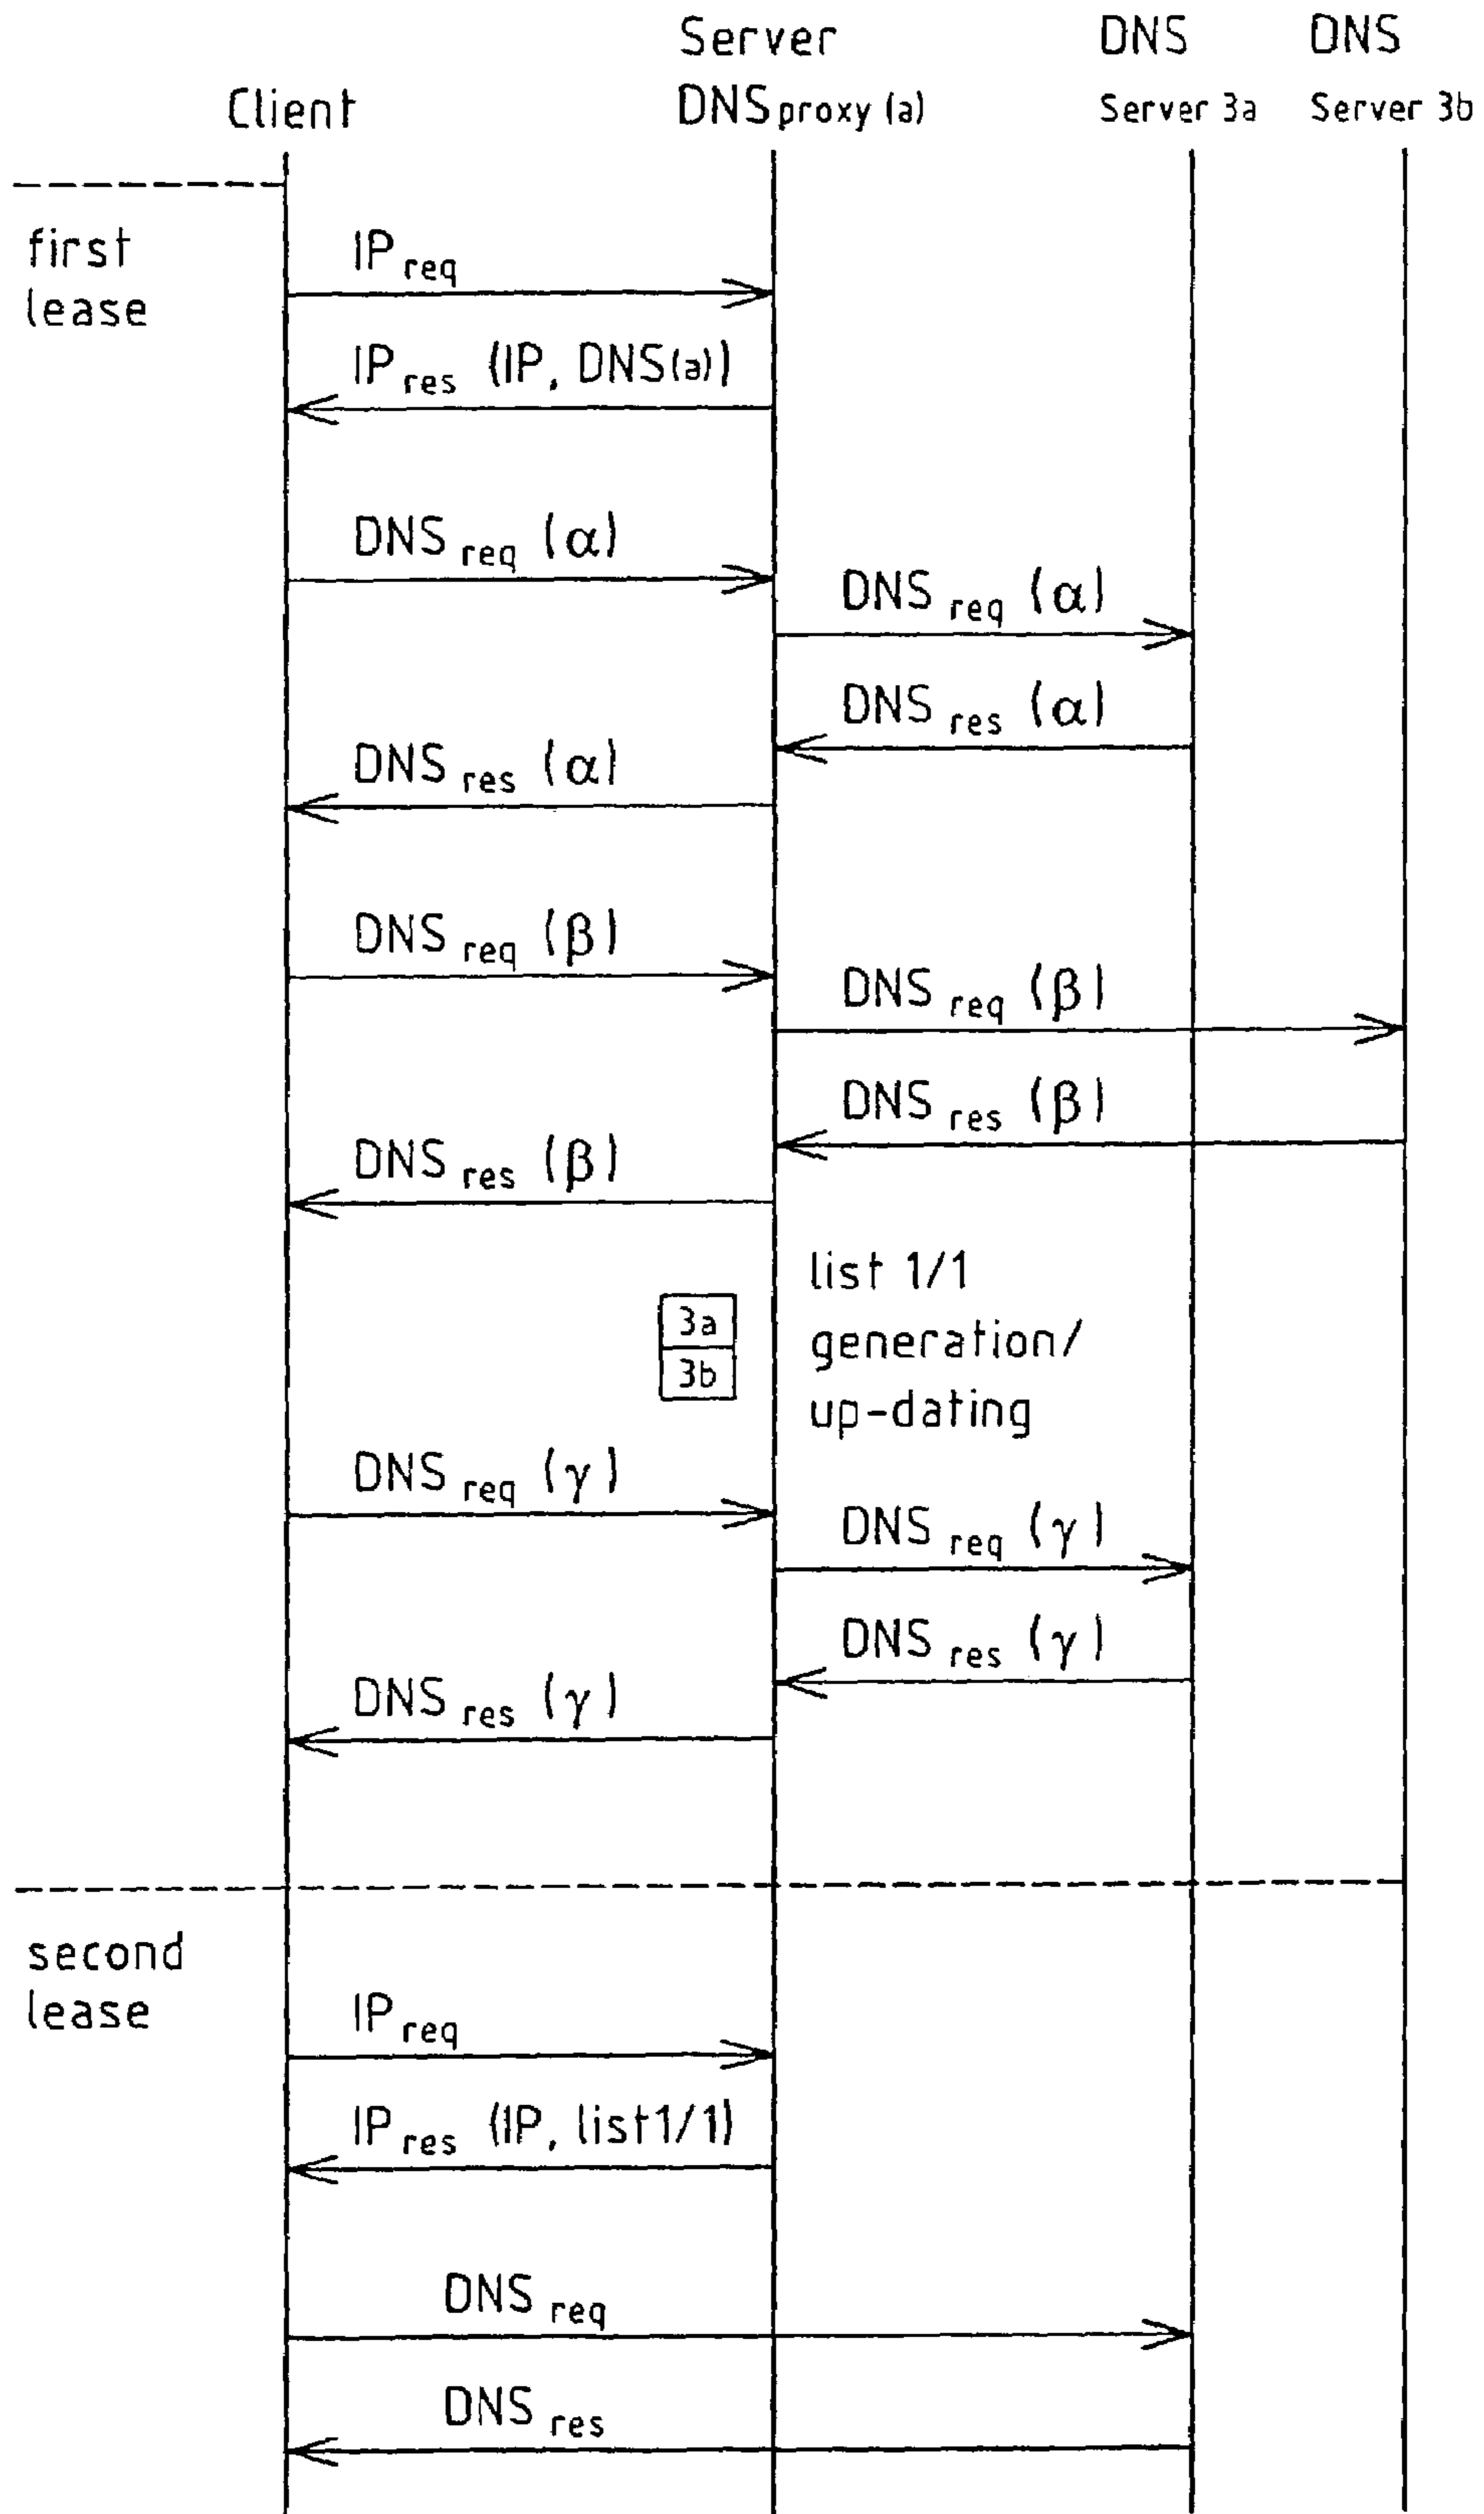 Server DNS DNS
Client DNS proxy (a) Server 3a Server 3b
first
lease
IP req
IP res (IP, DNS(a))
DNS req (α)
DNS req (α)
DNS res (α)
DNS res (α)
DNS req (β)
DNS req (β)
DNS res (β)
DNS res (β)
list 1/1
3a
generation/
3b
up-dating
DNS req (γ)
DNS req (γ)
DNS res (γ)
DNS res (γ)
second
lease
IP req
IP res (IP, list1/1)
DNS req
DNS res